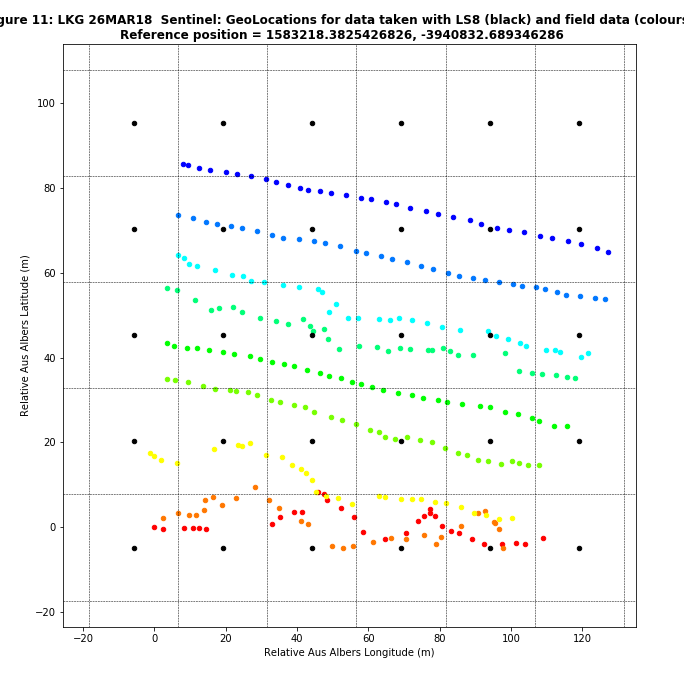 gure 11: LKG 26MAR18 Sentinel: GeoLocations for data taken with LS8 (black) and field data (colours
Reference position = 1583218.3825426826, -3940832.689346286
100
80
60
40
20
0
−20
Relative Aus Albers Latitude (m)
−20 0 20 40 60 80 100 120
Relative Aus Albers Longitude (m)